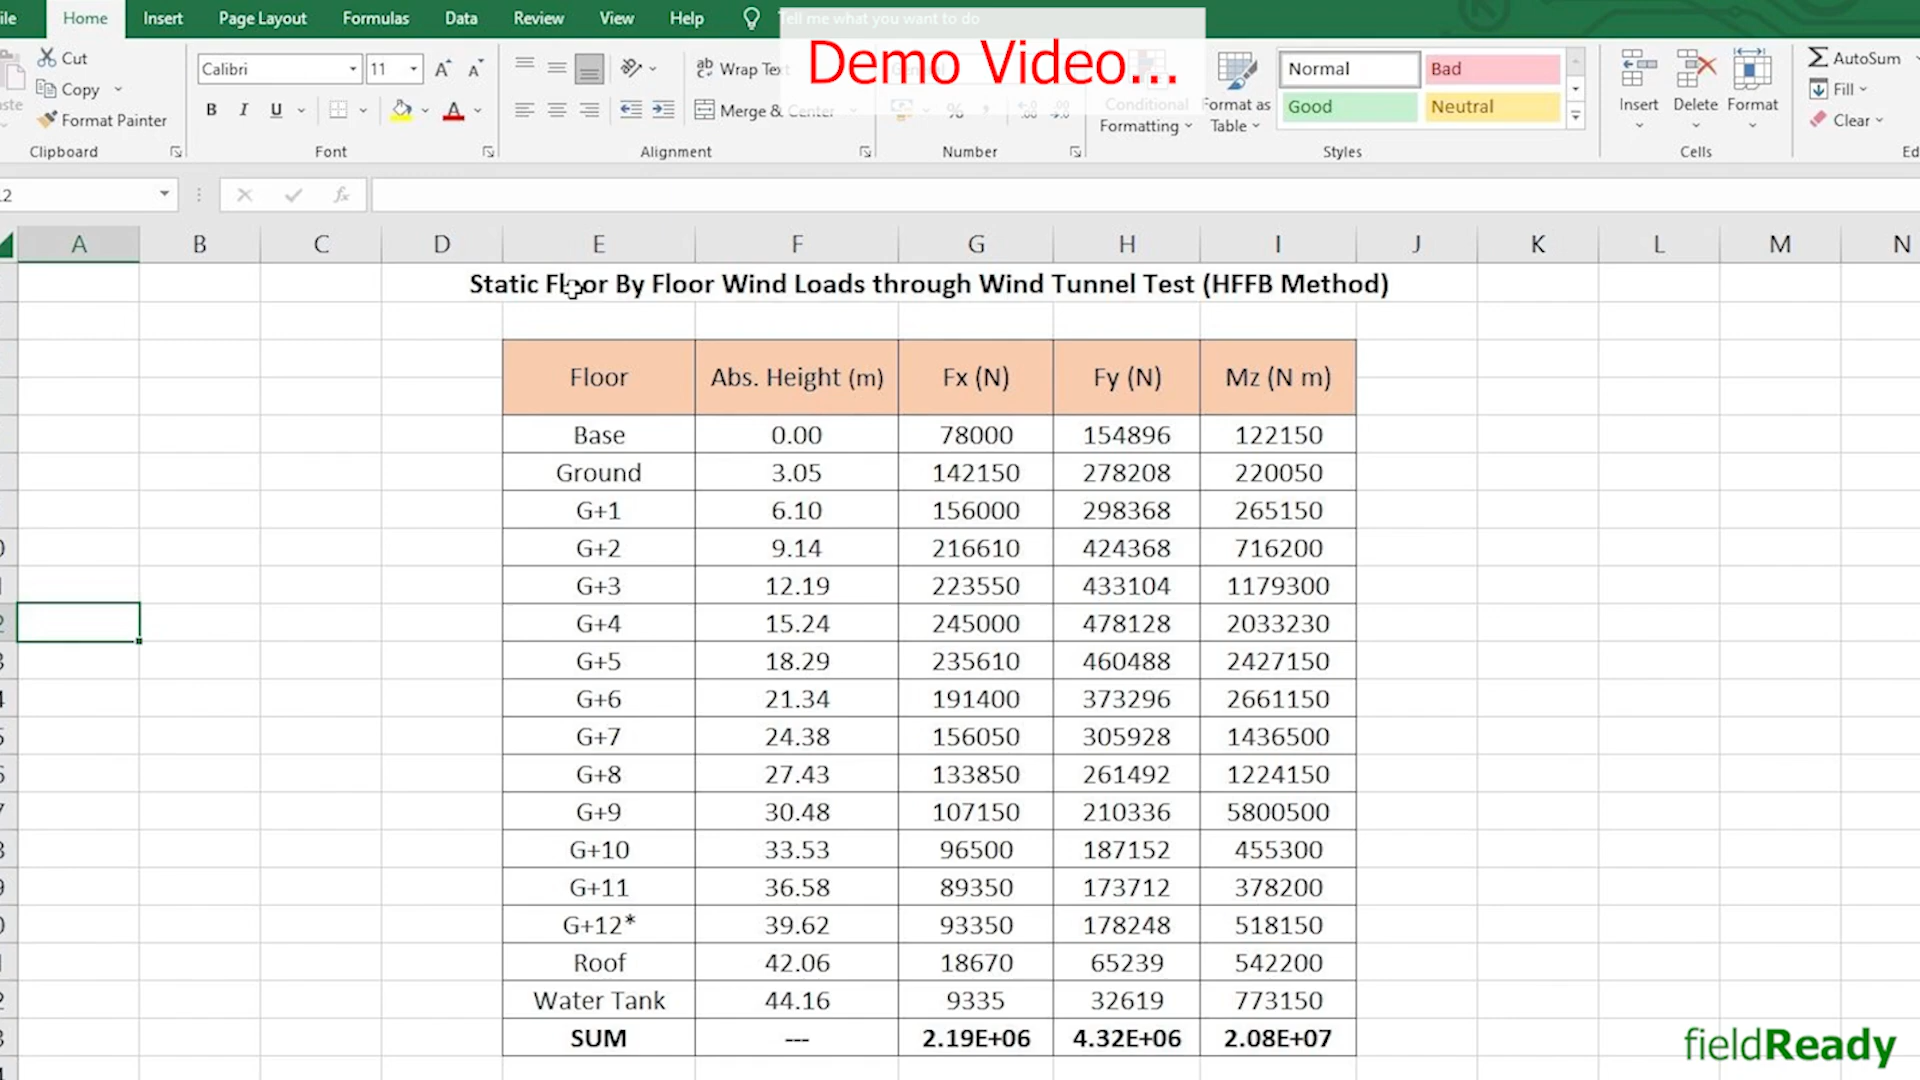 ile Home Insert Page Layout Formulas Data Review View Help Tell me what you want to do
Demo Video...
Cut
Copy
Format Painter
Clipboard
Calibri 11
B I U
Font
Wrap Text
Merge & Center
Alignment
%
Number
Conditional
Formatting
Format as
Table
Normal Bad
Good Neutral
Styles
Insert Delete Format
Cells
AutoSum
Fill
Clear
Ed
fx
A B C D E F G H I J K L M N
Static Floor By Floor Wind Loads through Wind Tunnel Test (HFFB Method)
Floor Abs. Height (m) Fx (N) Fy (N) Mz (N m)
Base 0.00 78000 154896 122150
Ground 3.05 142150 278208 220050
G+1 6.10 156000 298368 265150
G+2 9.14 216610 424368 716200
G+3 12.19 223550 433104 1179300
G+4 15.24 245000 478128 2033230
G+5 18.29 235610 460488 2427150
G+6 21.34 191400 373296 2661150
G+7 24.38 156050 305928 1436500
G+8 27.43 133850 261492 1224150
G+9 30.48 107150 210336 5800500
G+10 33.53 96500 187152 455300
G+11 36.58 89350 173712 378200
G+12* 39.62 93350 178248 518150
Roof 42.06 18670 65239 542200
Water Tank 44.16 9335 32619 773150
SUM --- 2.19E+06 4.32E+06 2.08E+07
fieldReady